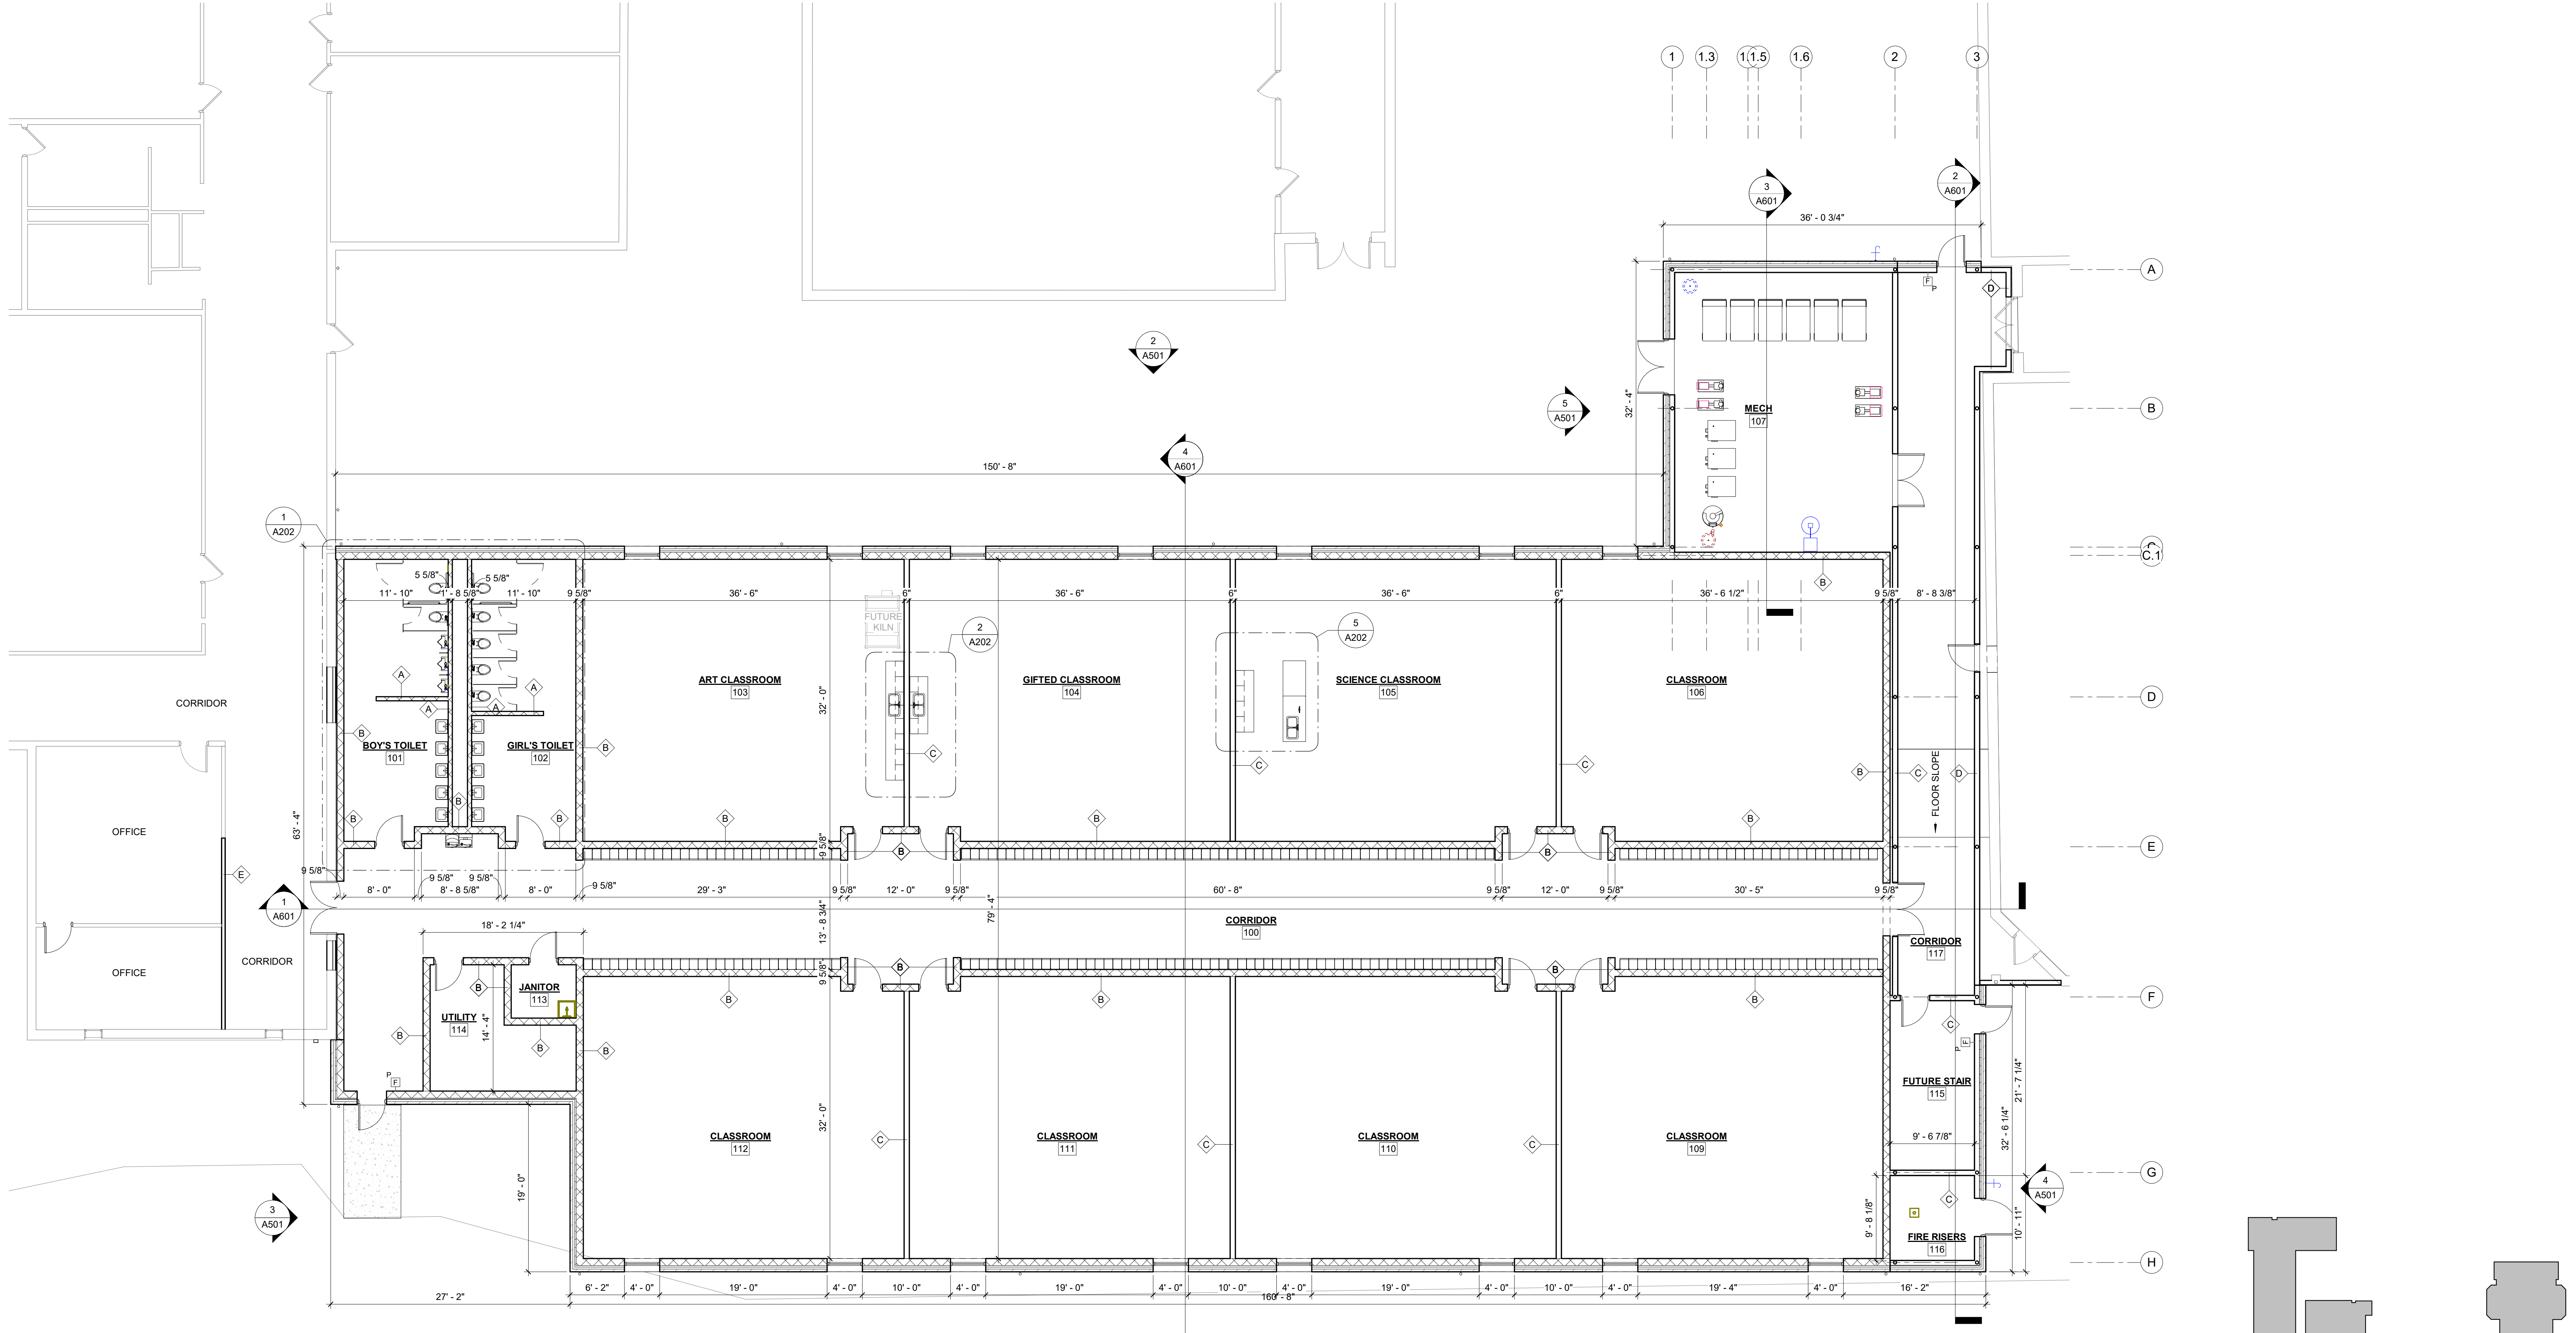 1
1.3
1.5
1.6
2
3
2
A601
3
A601
36' - 0 3/4"
A
F
P
D
2
A501
32' - 4"
5
A501
MECH
107
B
4
A601
150' - 8"
1
A202
C.1
B
5 5/8"
5 5/8"
11' - 10"
1' - 8 5/8"
11' - 10"
9 5/8"
36' - 6"
6"
36' - 6"
6"
36' - 6"
6"
36' - 6 1/2"
9 5/8"
8' - 8 3/8"
FUTURE
KILN
2
A202
5
A202
A
A
A
A
CORRIDOR
ART CLASSROOM
103
32' - 0"
GIFTED CLASSROOM
104
SCIENCE CLASSROOM
105
CLASSROOM
106
D
B
BOY'S TOILET
101
GIRL'S TOILET
102
B
C
C
C
B
C
D
FLOOR SLOPE
63' - 4"
OFFICE
B
B
B
B
B
B
9 5/8"
B
B
E
E
9 5/8"
8' - 0"
9 5/8"
8' - 8 5/8"
9 5/8"
8' - 0"
9 5/8"
29' - 3"
9 5/8"
12' - 0"
9 5/8"
60' - 8"
9 5/8"
12' - 0"
9 5/8"
30' - 5"
9 5/8"
1
A601
18' - 2 1/4"
13' - 8 3/4"
79' - 4"
CORRIDOR
100
CORRIDOR
117
OFFICE
CORRIDOR
B
B
9 5/8"
B
B
JANITOR
113
B
B
B
F
UTILITY
114
14' - 4"
B
B
B
C
F
P
P
F
FUTURE STAIR
115
21' - 7 1/4"
32' - 6 1/4"
9' - 6 7/8"
CLASSROOM
112
32' - 0"
C
CLASSROOM
111
C
CLASSROOM
110
C
CLASSROOM
109
G
19' - 0"
3
A501
C
4
A501
9' - 8 1/8"
10' - 11"
FIRE RISERS
116
H
6' - 2"
4' - 0"
19' - 0"
4' - 0"
10' - 0"
4' - 0"
19' - 0"
4' - 0"
10' - 0"
4' - 0"
19' - 0"
4' - 0"
10' - 0"
4' - 0"
19' - 4"
4' - 0"
16' - 2"
27' - 2"
160' - 8"